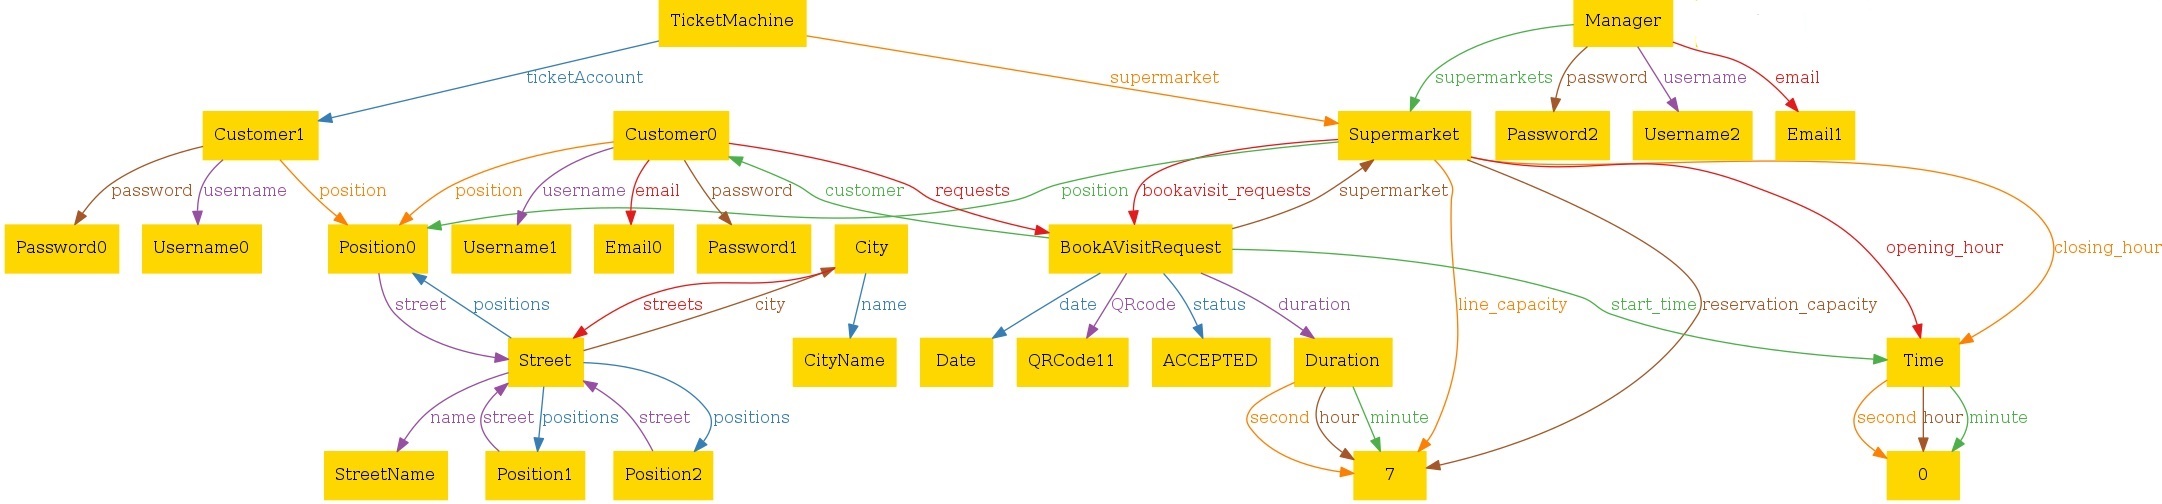 TicketMachine
Manager
ticketAccount
supermarket
supermarkets
password
username
email
Customer1
Customer0
Supermarket
Password2
Username2
Email1
password
username
position
position
username
email
password
customer
requests
position
bookavisit_requests
supermarket
Password0
Username0
Position0
Username1
Email0
Password1
City
BookAVisitRequest
opening_hour
closing_hour
street
positions
streets
city
name
date
QRcode
status
duration
line_capacity
start_time
reservation_capacity
Street
CityName
Date
QRCode11
ACCEPTED
Duration
Time
name
street
positions
street
positions
second
hour
minute
second
hour
minute
StreetName
Position1
Position2
7
0